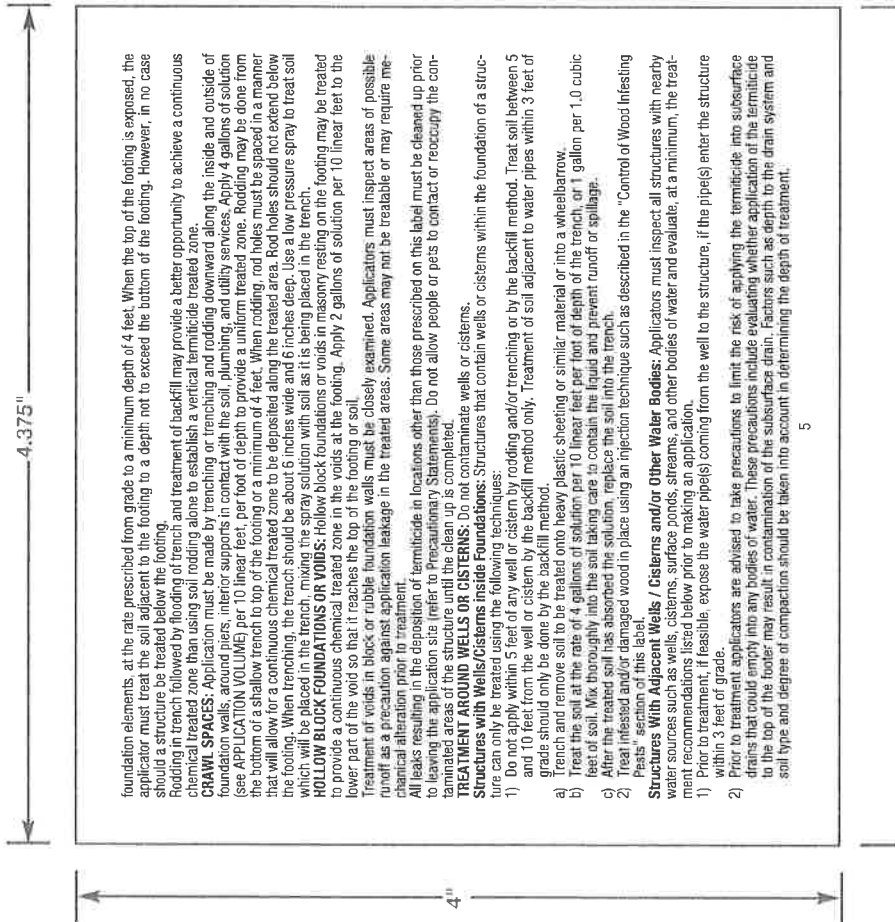 4.375"
4"
foundation elements, at the rate prescribed from grade to a minimum depth of 4 feet. When the top of the footing is exposed, the
applicator must treat the soil adjacent to the footing to a depth not to exceed the bottom of the footing. However, in no case
should a structure be treated below the footing.
Rodding in trench followed by flooding of trench and treatment of backfill may provide a better opportunity to achieve a continuous
chemical treated zone than using soil rodding alone to establish a vertical termiticide treated zone.
CRAWL SPACES: Application must be made by trenching or trenching and rodding downward along the inside and outside of
foundation walls, around piers, interior supports in contact with the soil, plumbing, and utility services. Apply 4 gallons of solution
(see APPLICATION VOLUME) per 10 linear feet, per foot of depth to provide a uniform treated zone. Rodding may be done from
the bottom of a shallow trench to top of the footing or a minimum of 4 feet. When rodding, rod holes must be spaced in a manner
that will allow for a continuous chemical treated zone to be deposited along the treated area. Rod holes should not extend below
the footing. When trenching, the trench should be about 6 inches wide and 6 inches deep. Use a low pressure spray to treat soil
which will be placed in the trench, mixing the spray solution with soil as it is being placed in the trench.
HOLLOW BLOCK FOUNDATIONS OR VOIDS: Hollow block foundations or voids in masonry resting on the footing may be treated
to provide a continuous chemical treated zone in the voids at the footing. Apply 2 gallons of solution per 10 linear feet to the
lower part of the void so that it reaches the top of the footing or soil.
Treatment of voids in block or rubble foundation walls must be closely examined. Applicators must inspect areas of possible
runoff as a precaution against application leakage in the treated areas. Some areas may not be treatable or may require me-
chanical alteration prior to treatment.
All leaks resulting in the deposition of termiticide in locations other than those prescribed on this label must be cleaned up prior
to leaving the application site (refer to Precautionary Statements). Do not allow people or pets to contact or reoccupy the con-
taminated areas of the structure until the clean up is completed.
TREATMENT AROUND WELLS OR CISTERNS: Do not contaminate wells or cisterns.
Structures with Wells/Cisterns inside Foundations: Structures that contain wells or cisterns within the foundation of a struc-
ture can only be treated using the following techniques:
1) Do not apply within 5 feet of any well or cistern by rodding and/or trenching or by the backfill method. Treat soil between 5
and 10 feet from the well or cistern by the backfill method only. Treatment of soil adjacent to water pipes within 3 feet of
grade should only be done by the backfill method.
a) Trench and remove soil to be treated onto heavy plastic sheeting or similar material or into a wheelbarrow.
b) Treat the soil at the rate of 4 gallons of solution per 10 linear feet per foot of depth of the trench, or 1 gallon per 1.0 cubic
feet of soil. Mix thoroughly into the soil taking care to contain the liquid and prevent runoff or spillage.
c) After the treated soil has absorbed the solution, replace the soil into the trench.
2) Treat infested and/or damaged wood in place using an injection technique such as described in the "Control of Wood Infesting
Pests" section of this label.
Structures With Adjacent Wells / Cisterns and/or Other Water Bodies: Applicators must inspect all structures with nearby
water sources such as wells, cisterns, surface ponds, streams, and other bodies of water and evaluate, at a minimum, the treat-
ment recommendations listed below prior to making an application.
1) Prior to treatment, if feasible, expose the water pipe(s) coming from the well to the structure, if the pipe(s) enter the structure
within 3 feet of grade.
2) Prior to treatment applicators are advised to take precautions to limit the risk of applying the termiticide into subsurface
drains that could empty into any bodies of water. These precautions include evaluating whether application of the termiticide
to the top of the footer may result in contamination of the subsurface drain. Factors such as depth to the drain system and
soil type and degree of compaction should be taken into account in determining the depth of treatment.
5